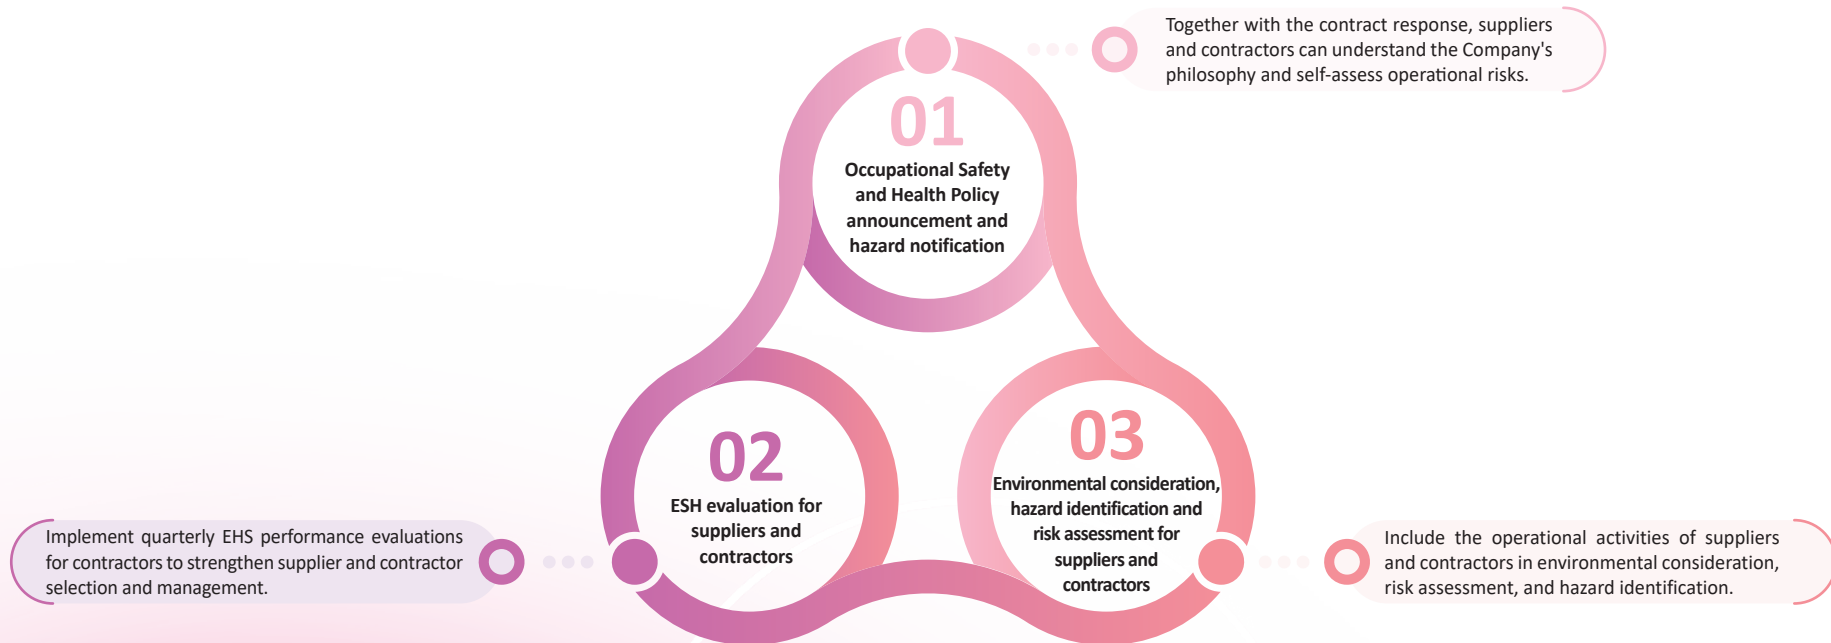 Together with the contract response, suppliers
and contractors can understand the Company's
philosophy and self-assess operational risks.
01
Occupational Safety
and Health Policy
announcement and
hazard notification
02
ESH evaluation for
suppliers and
contractors
Implement quarterly EHS performance evaluations
for contractors to strengthen supplier and contractor
selection and management.
03
Environmental consideration,
hazard identification and
risk assessment for
suppliers and
contractors
Include the operational activities of suppliers
and contractors in environmental consideration,
risk assessment, and hazard identification.